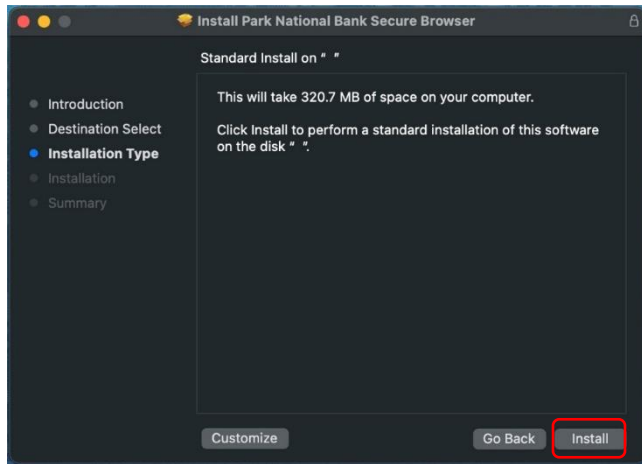 Install Park National Bank Secure Browser
Standard Install on “ ”
Introduction
Destination Select
Installation Type
Installation
Summary
This will take 320.7 MB of space on your computer.
Click Install to perform a standard installation of this software
on the disk “ ”.
Customize
Go Back
Install